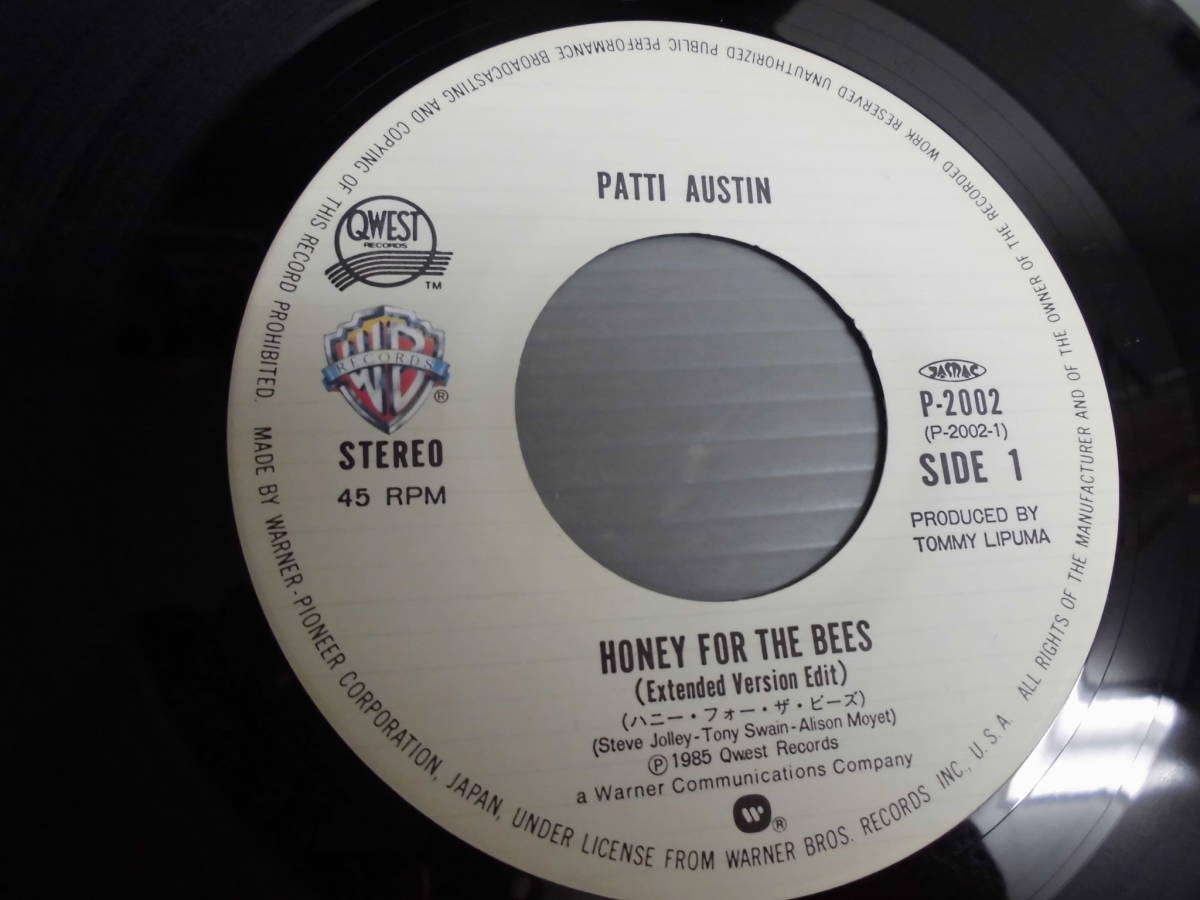 PATTI AUSTIN
QWEST
RECORDS
TM
WB
RECORDS
®
STEREO
45 RPM
JASRAC
P-2002
(P-2002-1)
SIDE 1
PRODUCED BY
TOMMY LIPUMA
HONEY FOR THE BEES
(Extended Version Edit)
(ハニー・フォー・ザ・ビーズ)
(Steve Jolley-Tony Swain-Alison Moyet)
Ⓟ1985 Qwest Records
a Warner Communications Company
®
MADE BY WARNER-PIONEER CORPORATION, JAPAN, UNDER LICENSE FROM WARNER BROS. RECORDS INC., U.S.A. ALL RIGHTS OF THE MANUFACTURER AND OF THE OWNER OF THE RECORDED WORK RESERVED UNAUTHORIZED PUBLIC PERFORMANCE BROADCASTING AND COPYING OF THIS RECORD PROHIBITED.